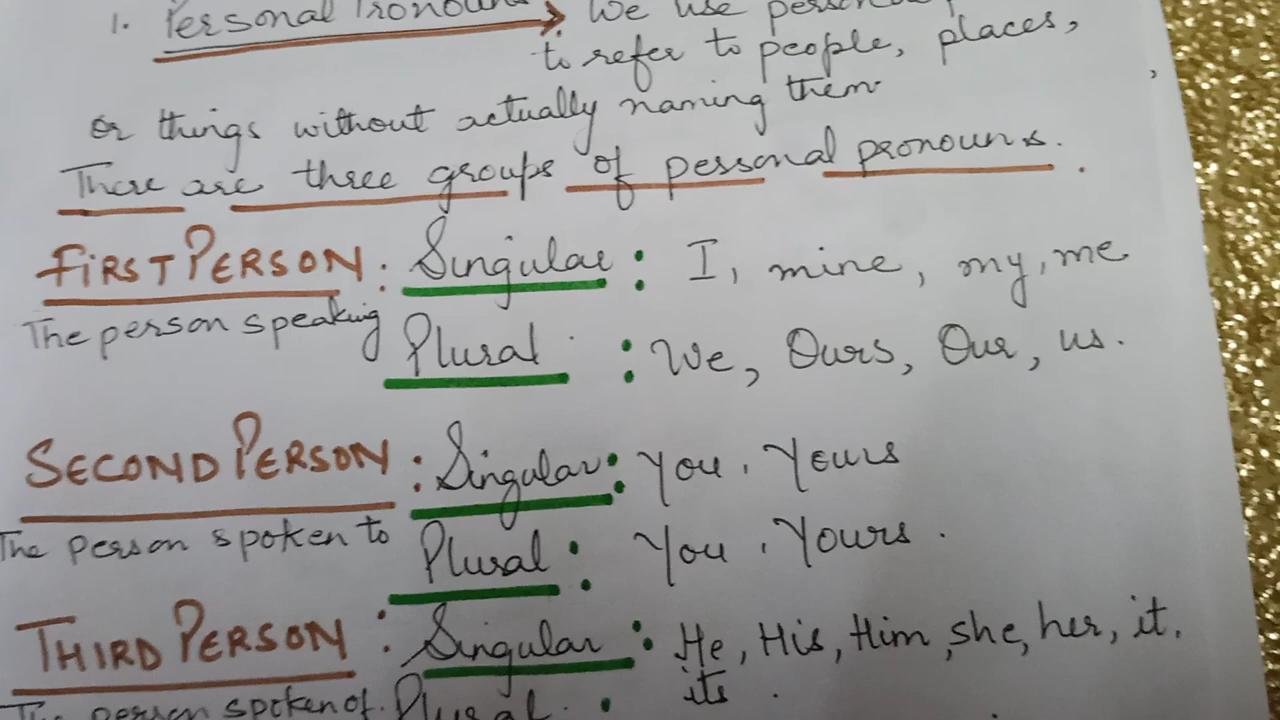 1. Personal Pronouns → We use
to refer to people, places,
or things without actually naming them.
There are three groups of personal pronouns.
FIRST PERSON : Singular : I, mine, my, me
The person speaking
Plural : We, Ours, Our, us.
SECOND PERSON : Singular : You, Yours
The person spoken to
Plural : You, Yours.
THIRD PERSON : Singular : He, His, Him, she, her, it,
its.
The person spoken of. Plural :